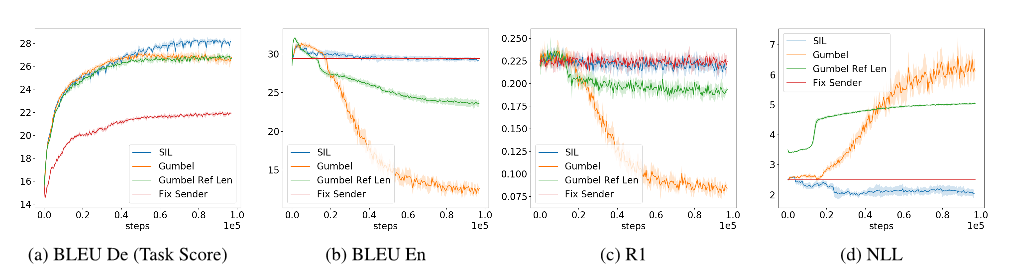 28
26
24
22
20
18
16
14
0.0 0.2 0.4 0.6 0.8 1.0
steps 1e5
SIL
Gumbel
Gumbel Ref Len
Fix Sender
(a) BLEU De (Task Score)
30
25
20
15
0.0 0.2 0.4 0.6 0.8 1.0
steps 1e5
SIL
Gumbel
Gumbel Ref Len
Fix Sender
(b) BLEU En
0.250
0.225
0.200
0.175
0.150
0.125
0.100
0.075
0.0 0.2 0.4 0.6 0.8 1.0
steps 1e5
SIL
Gumbel
Gumbel Ref Len
Fix Sender
(c) R1
7
6
5
4
3
2
0.0 0.2 0.4 0.6 0.8 1.0
steps 1e5
SIL
Gumbel
Gumbel Ref Len
Fix Sender
(d) NLL